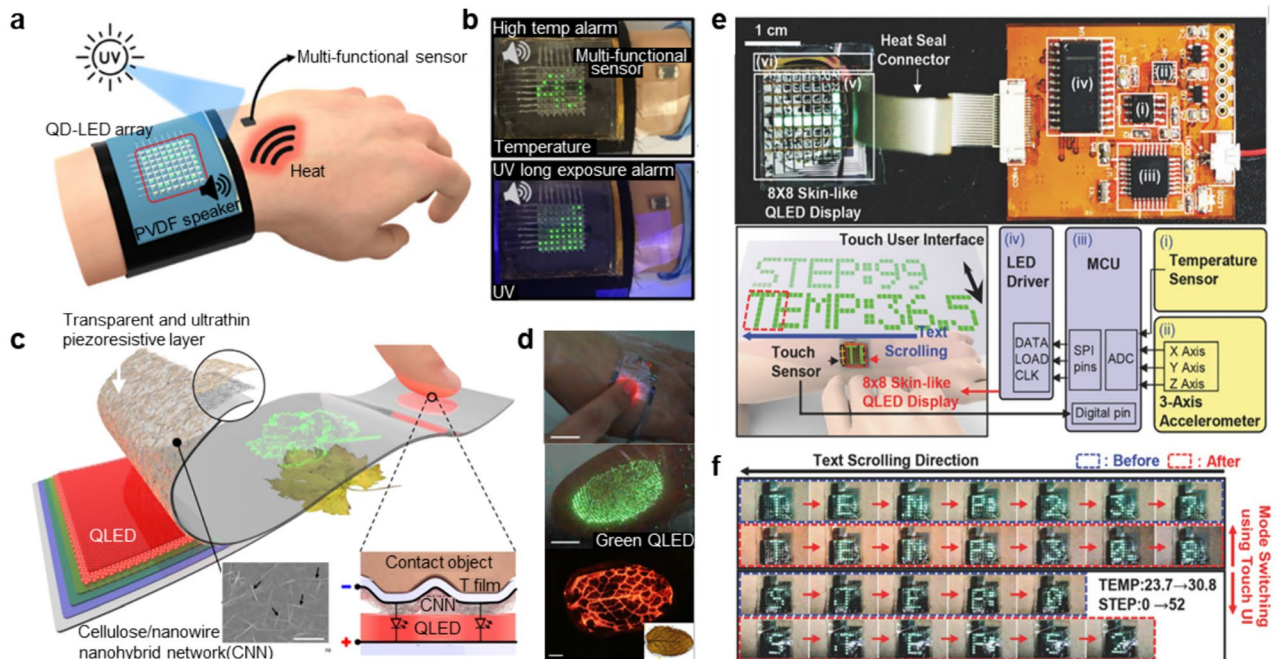 a
UV
Multi-functional sensor
QD-LED array
Heat
PVDF speaker
b
High temp alarm
Multi-functional
sensor
Temperature
UV long exposure alarm
UV
c
Transparent and ultrathin
piezoresistive layer
QLED
Cellulose/nanowire
nanohybrid network(CNN)
Contact object
T film
CNN
QLED
d
Green QLED
e
1 cm
Heat Seal
Connector
(vi)
(v)
(iv)
(ii)
(i)
(iii)
8X8 Skin-like
QLED Display
Touch User Interface
STEP:99
TEMP:36.5
Text
Scrolling
Touch
Sensor
8x8 Skin-like
QLED Display
(iv)
LED
Driver
DATA
LOAD
CLK
(iii)
MCU
SPI
pins
ADC
Digital pin
(i)
Temperature
Sensor
(ii)
X Axis
Y Axis
Z Axis
3-Axis
Accelerometer
f
Text Scrolling Direction
: Before
: After
TEMP:23.7→30.8
STEP:0 →52
Mode Switching
using Touch UI